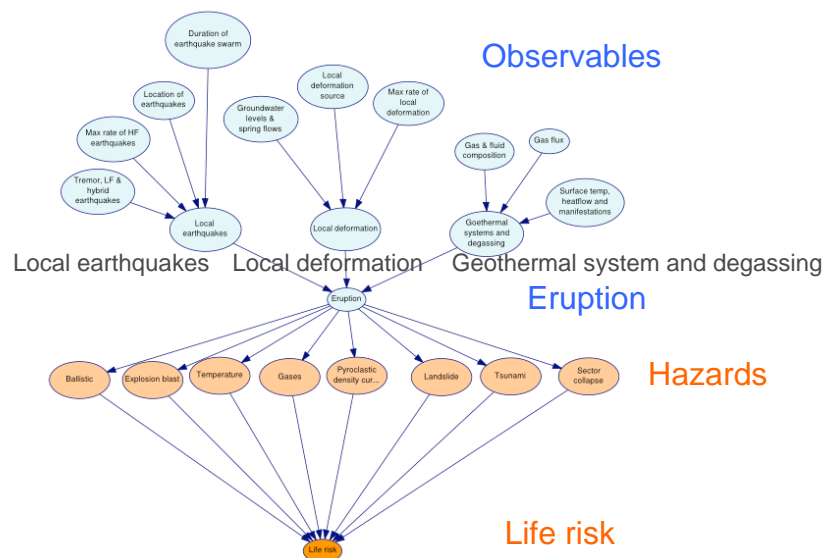 Duration of
earthquake swarm
Observables
Local
deformation
source
Location of
earthquakes
Max rate of
local
deformation
Groundwater
levels &
spring flows
Max rate of HF
earthquakes
Gas & fluid
composition
Gas flux
Tremor, LF &
hybrid
earthquakes
Surface temp,
heatflow and
manifestations
Local
earthquakes
Local deformation
Goethermal
systems and
degassing
Local earthquakes
Local deformation
Geothermal system and degassing
Eruption
Eruption
Ballistic
Explosion blast
Temperature
Gases
Pyroclastic
density cur...
Landslide
Tsunami
Sector
collapse
Hazards
Life risk
Life risk